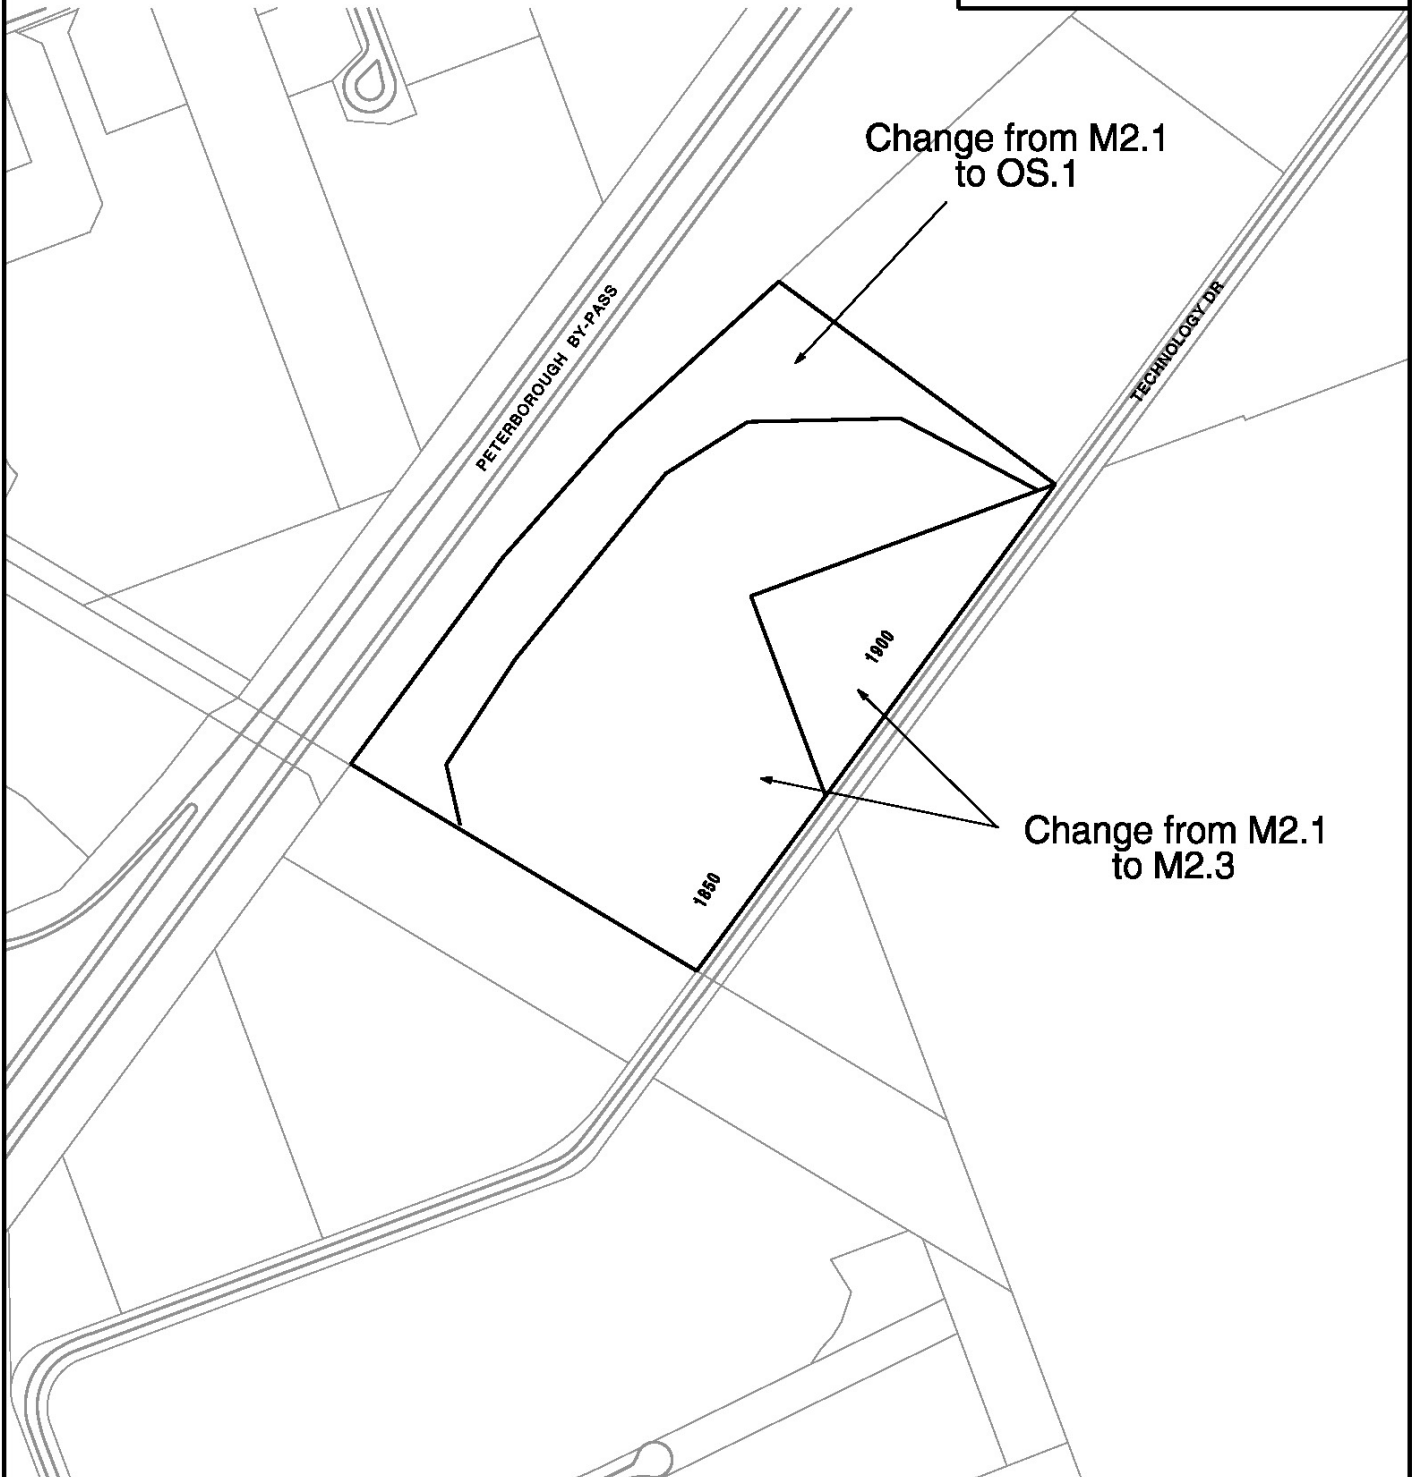 Change from M2.1
to OS.1
PETERBOROUGH BY-PASS
TECHNOLOGY DR
1900
Change from M2.1
to M2.3
1850